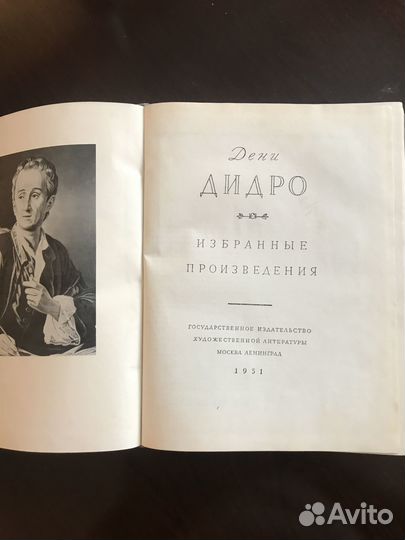 Дени
ДИДРО
ИЗБРАННЫЕ
ПРОИЗВЕДЕНИЯ
ГОСУДАРСТВЕННОЕ ИЗДАТЕЛЬСТВО
ХУДОЖЕСТВЕННОЙ ЛИТЕРАТУРЫ
МОСКВА ЛЕНИНГРАД
1951
Avito